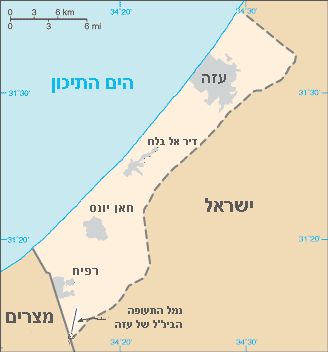 0 3 6 km
0 3 6 mi
34°20'
34°30'
הים התיכון
עזה
31°30'
31°30'
דיר אל בלח
חאן יונס
ישראל
31°20'
31°20'
רפיח
נמל התעופה
הבינ"ל של עזה
מצרים
34°20'
34°30'